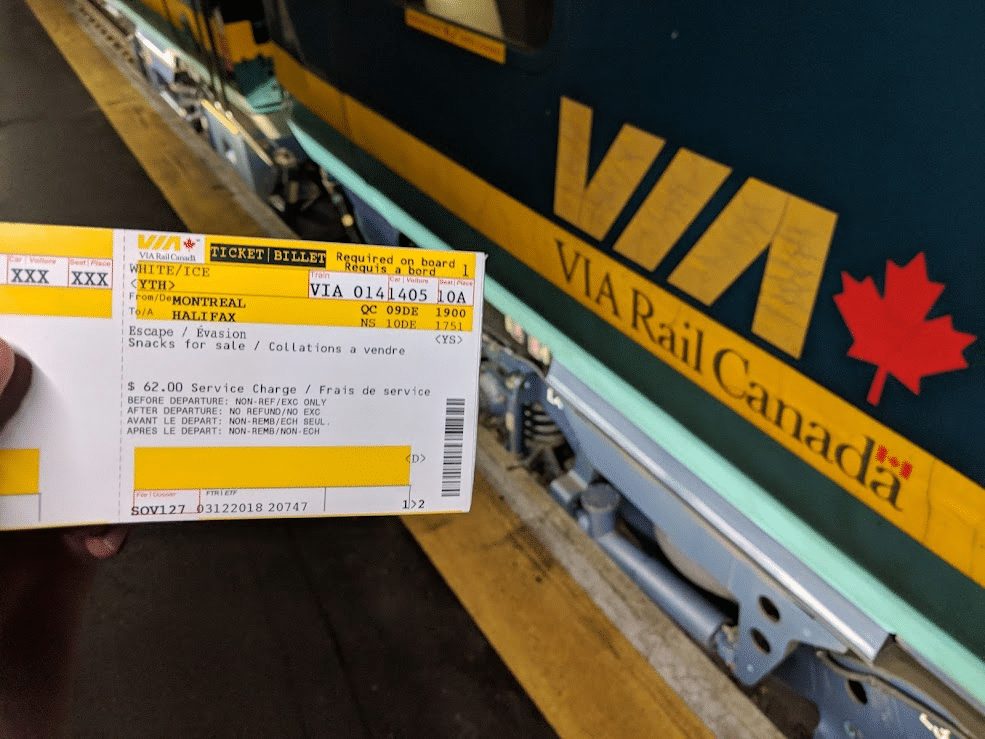 VIA
VIA Rail Canada
Car | Voiture
Seat | Place
XXX
XXX
VIA
VIA Rail Canada
TICKET|BILLET
Required on board
Requis a bord
1
WHITE/ICE
<YTH>
Train
VIA 014
Car | Voiture
1405
Seat | Place
10A
From/De MONTREAL QC 09DE 1900
To/A HALIFAX NS 10DE 1751
Escape / Évasion <YS>
Snacks for sale / Collations a vendre
$ 62.00 Service Charge / Frais de service
BEFORE DEPARTURE: NON-REF/EXC ONLY
AFTER DEPARTURE: NO REFUND/NO EXC
AVANT LE DEPART: NON-REMB/ECH SEUL.
APRES LE DEPART: NON-REMB/NON-ECH
<D>
File | Dossier
FTR | ETF
SOV127 03122018 20747 1>2